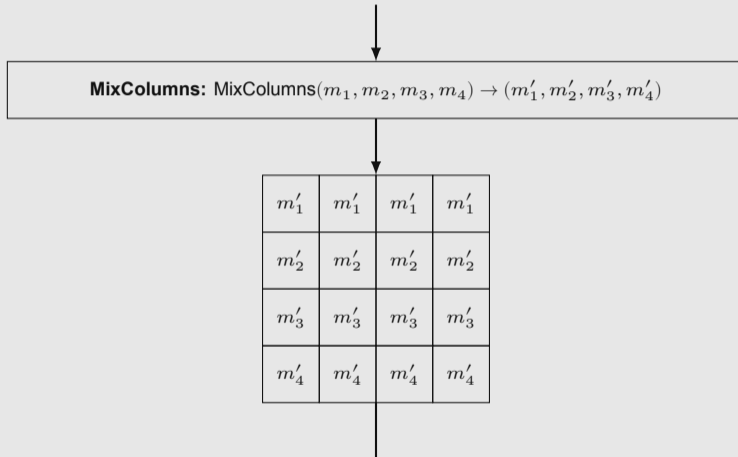 MixColumns: MixColumns(m₁, m₂, m₃, m₄) → (m′₁, m′₂, m′₃, m′₄)
m′₁ m′₁ m′₁ m′₁
m′₂ m′₂ m′₂ m′₂
m′₃ m′₃ m′₃ m′₃
m′₄ m′₄ m′₄ m′₄